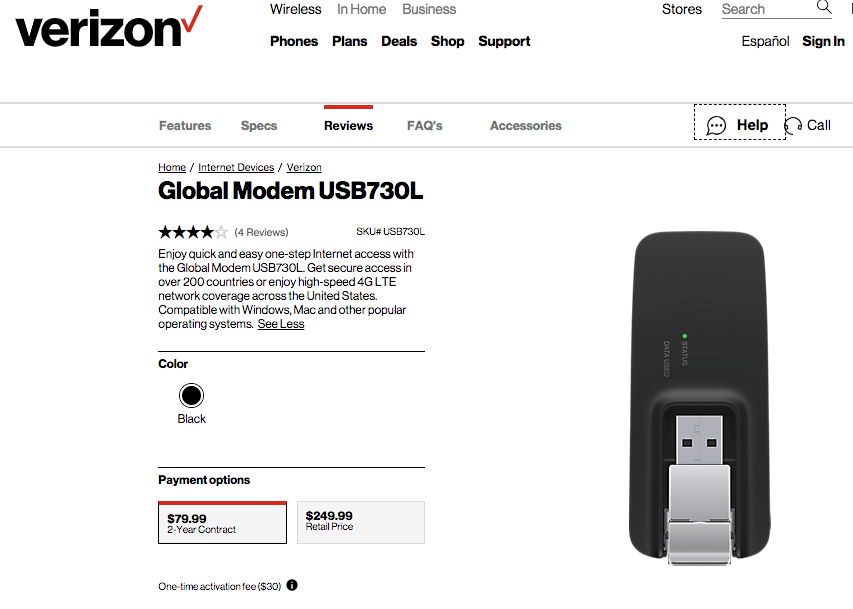 verizon
Wireless In Home Business
Stores Search
Phones Plans Deals Shop Support
Español Sign In
Features Specs Reviews FAQ's Accessories
Help Call
Home / Internet Devices / Verizon
Global Modem USB730L
(4 Reviews) SKU# USB730L
Enjoy quick and easy one-step Internet access with
the Global Modem USB730L. Get secure access in
over 200 countries or enjoy high-speed 4G LTE
network coverage across the United States.
Compatible with Windows, Mac and other popular
operating systems. See Less
STATUS
DATA USED
Color
Black
Payment options
$79.99
2-Year Contract
$249.99
Retail Price
One-time activation fee ($30)